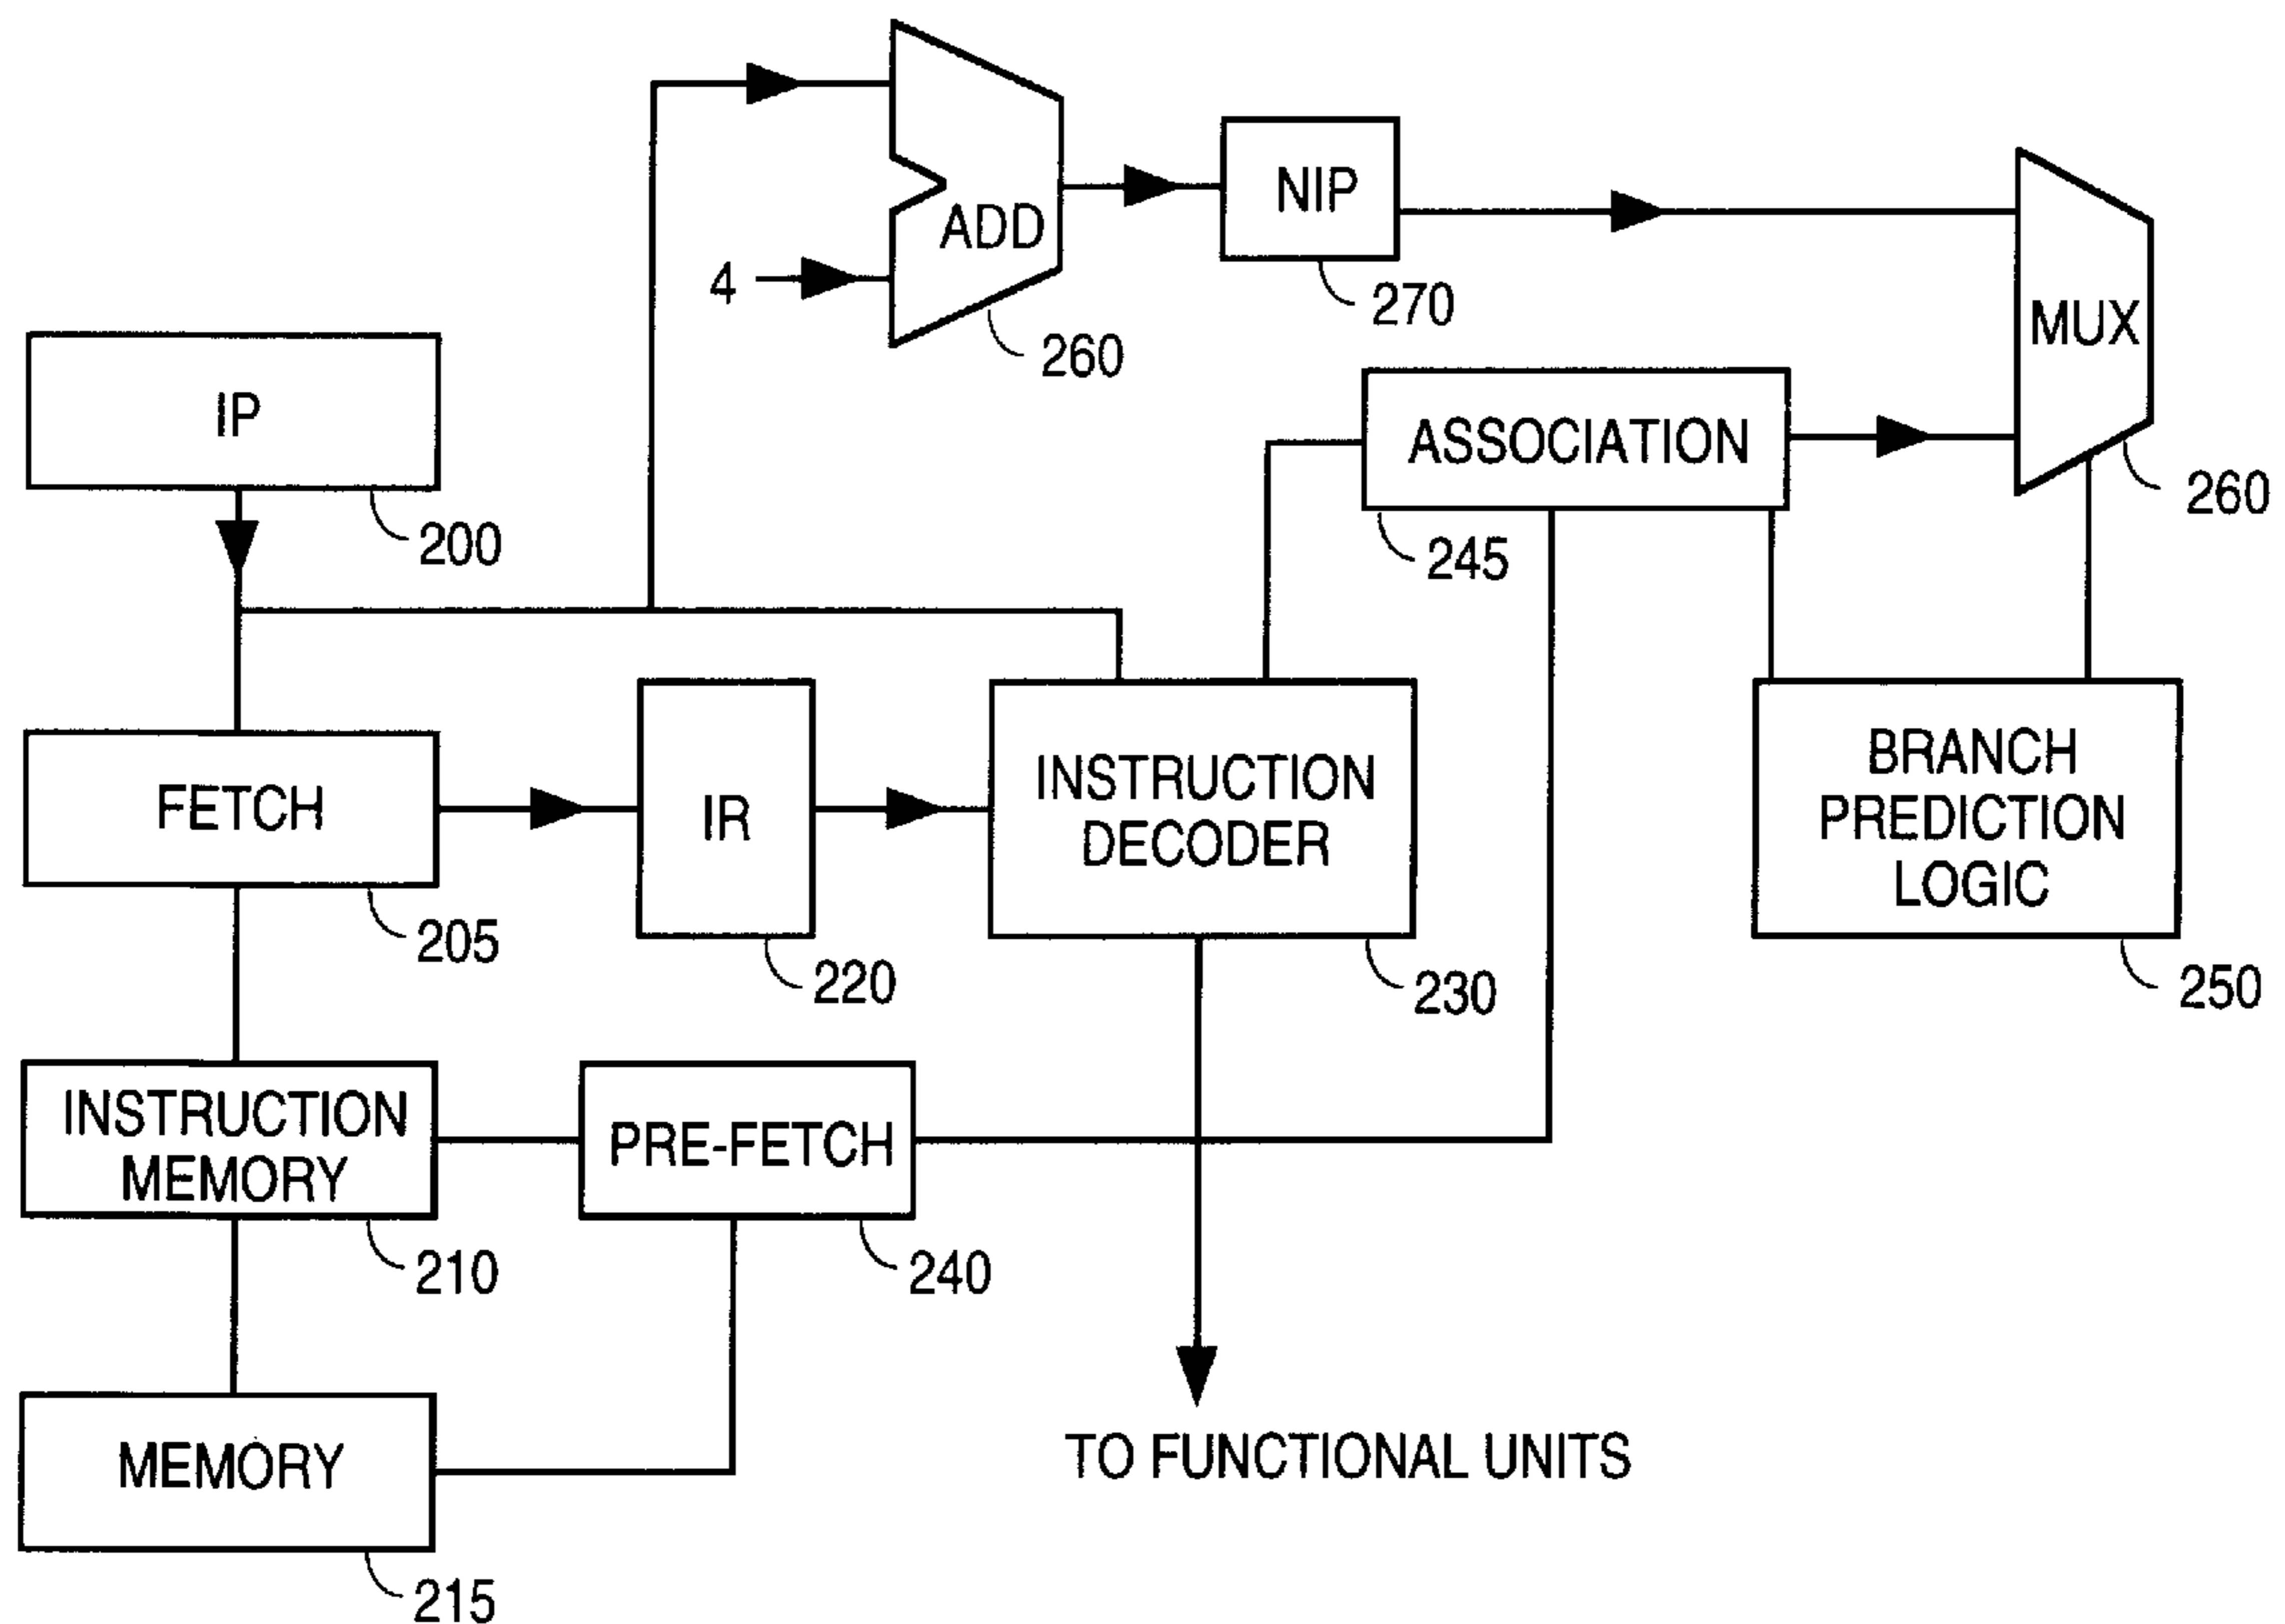 ADD
NIP
4
270
MUX
260
IP
ASSOCIATION
260
200
245
INSTRUCTION
DECODER
BRANCH
PREDICTION
LOGIC
FETCH
IR
205
220
230
250
INSTRUCTION
MEMORY
PRE-FETCH
210
240
MEMORY
TO FUNCTIONAL UNITS
215